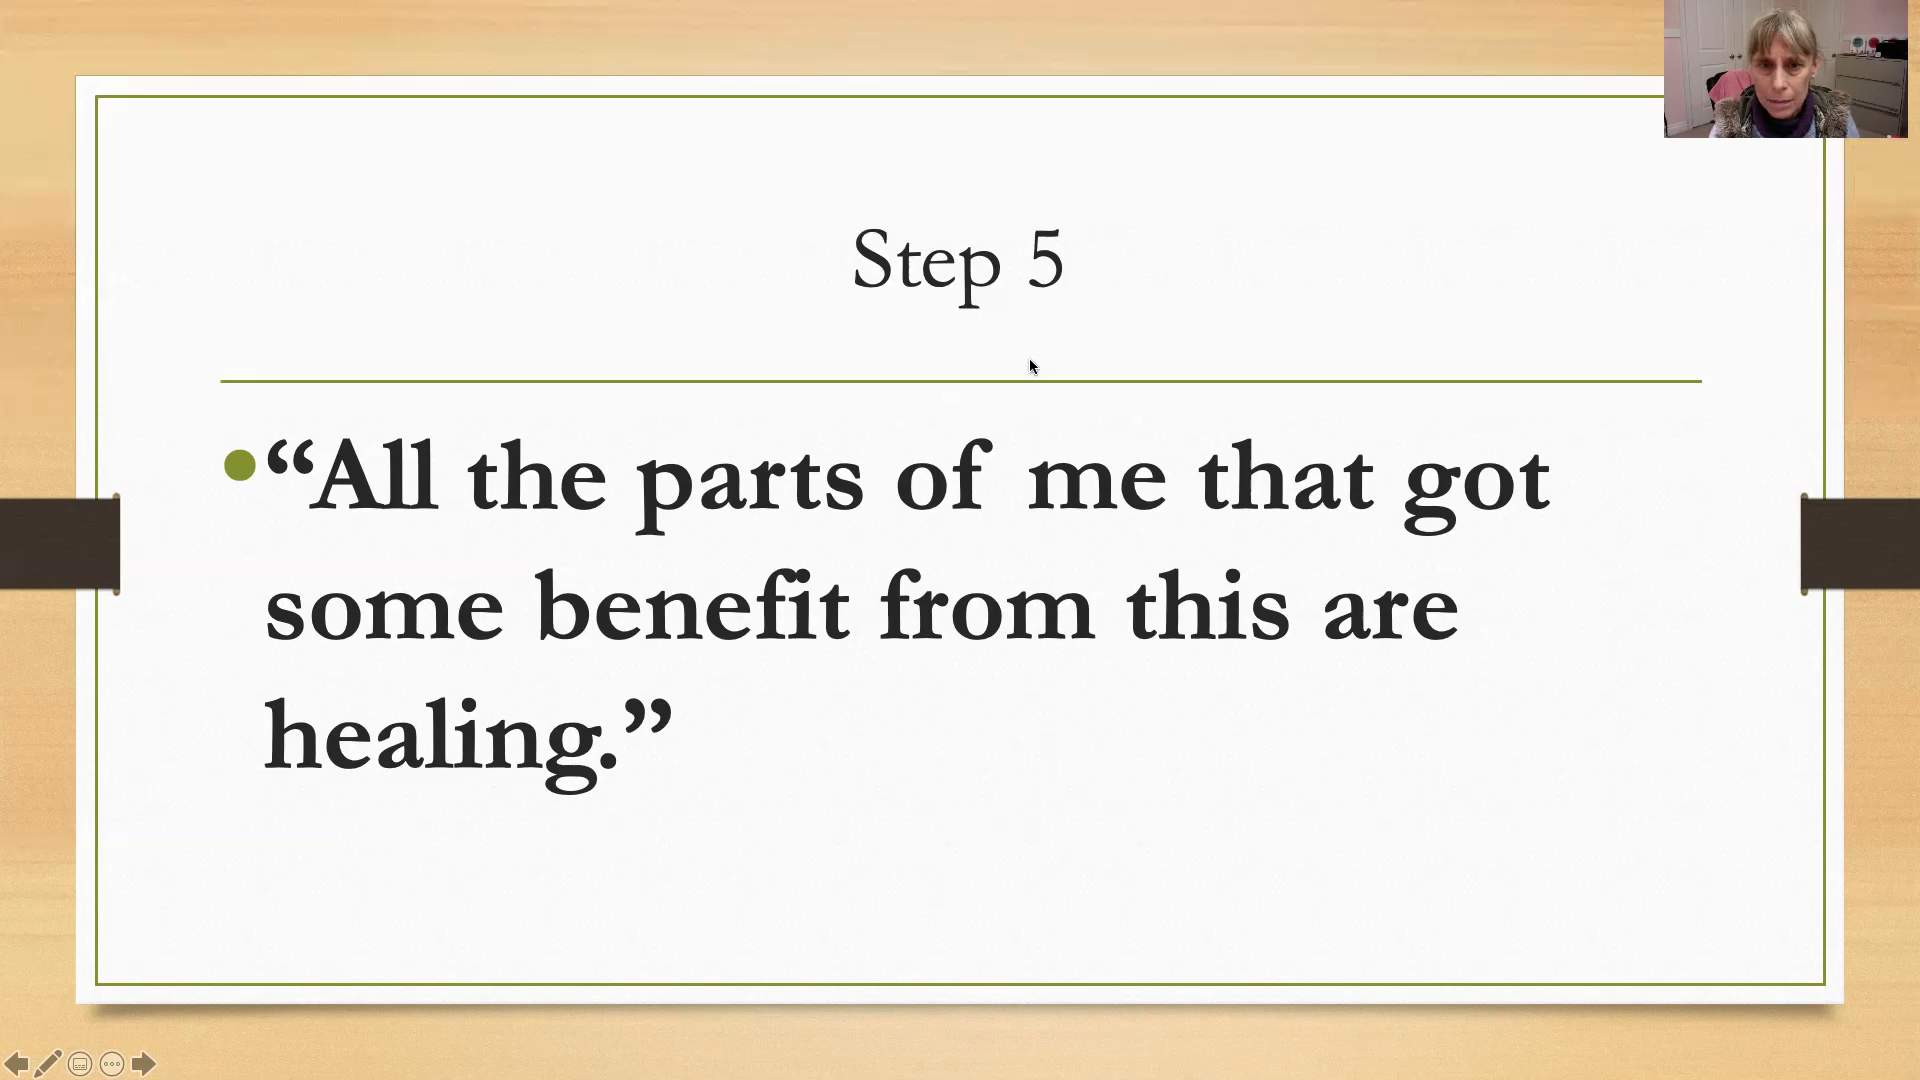 Step 5
“All the parts of me that got
some benefit from this are
healing.”